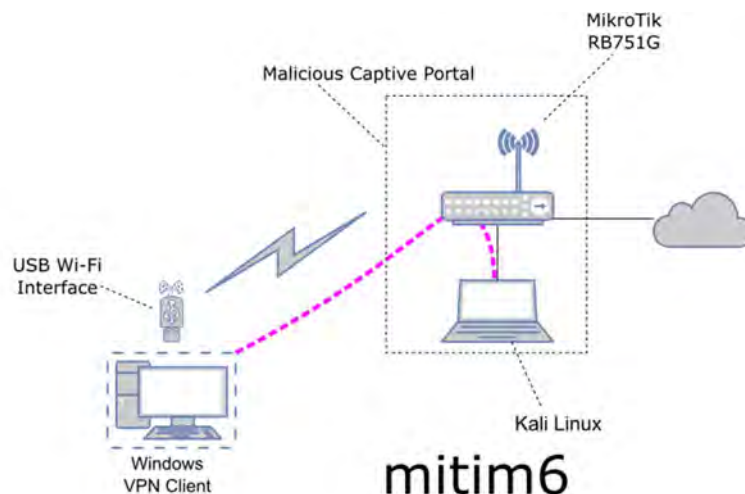 MikroTik
RB751G
Malicious Captive Portal
USB Wi-Fi
Interface
Kali Linux
Windows
VPN Client
mitim6